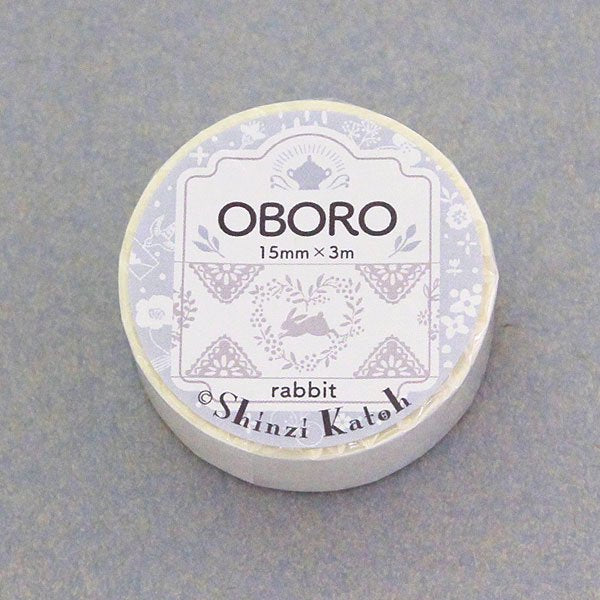 OBORO
15mm × 3m
rabbit
© Shinzi Katoh